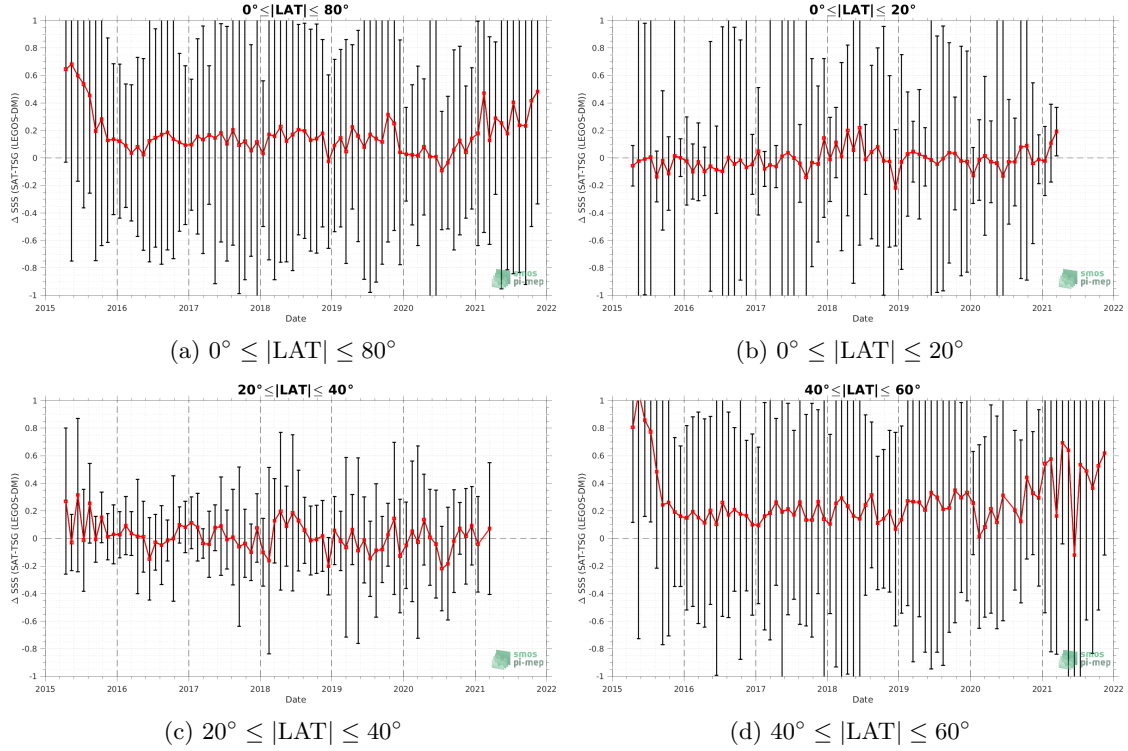 0°≤|LAT|≤ 80°
Δ SSS (SAT-TSG (LEGOS-DM))
1
0.8
0.6
0.4
0.2
0
-0.2
-0.4
-0.6
-0.8
-1
2015 2016 2017 2018 2019 2020 2021 2022
Date
smos
pi-mep
(a) 0° ≤ |LAT| ≤ 80°
0°≤|LAT|≤ 20°
Δ SSS (SAT-TSG (LEGOS-DM))
1
0.8
0.6
0.4
0.2
0
-0.2
-0.4
-0.6
-0.8
-1
2015 2016 2017 2018 2019 2020 2021 2022
Date
smos
pi-mep
(b) 0° ≤ |LAT| ≤ 20°
20°≤|LAT|≤ 40°
Δ SSS (SAT-TSG (LEGOS-DM))
1
0.8
0.6
0.4
0.2
0
-0.2
-0.4
-0.6
-0.8
-1
2015 2016 2017 2018 2019 2020 2021 2022
Date
smos
pi-mep
(c) 20° ≤ |LAT| ≤ 40°
40°≤|LAT|≤ 60°
Δ SSS (SAT-TSG (LEGOS-DM))
1
0.8
0.6
0.4
0.2
0
-0.2
-0.4
-0.6
-0.8
-1
2015 2016 2017 2018 2019 2020 2021 2022
Date
smos
pi-mep
(d) 40° ≤ |LAT| ≤ 60°